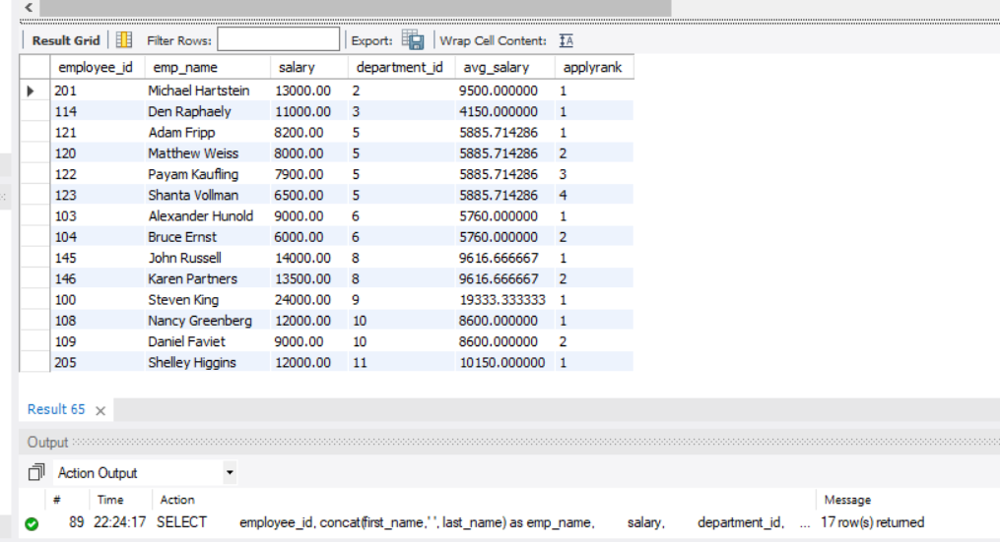 Result Grid Filter Rows: Export: Wrap Cell Content:
employee_id emp_name salary department_id avg_salary applyrank
201 Michael Hartstein 13000.00 2 9500.000000 1
114 Den Raphaely 11000.00 3 4150.000000 1
121 Adam Fripp 8200.00 5 5885.714286 1
120 Matthew Weiss 8000.00 5 5885.714286 2
122 Payam Kaufling 7900.00 5 5885.714286 3
123 Shanta Vollman 6500.00 5 5885.714286 4
103 Alexander Hunold 9000.00 6 5760.000000 1
104 Bruce Ernst 6000.00 6 5760.000000 2
145 John Russell 14000.00 8 9616.666667 1
146 Karen Partners 13500.00 8 9616.666667 2
100 Steven King 24000.00 9 19333.333333 1
108 Nancy Greenberg 12000.00 10 8600.000000 1
109 Daniel Faviet 9000.00 10 8600.000000 2
205 Shelley Higgins 12000.00 11 10150.000000 1
Result 65
Output
Action Output
# Time Action Message
89 22:24:17 SELECT employee_id, concat(first_name,' ', last_name) as emp_name, salary, department_id, ... 17 row(s) returned